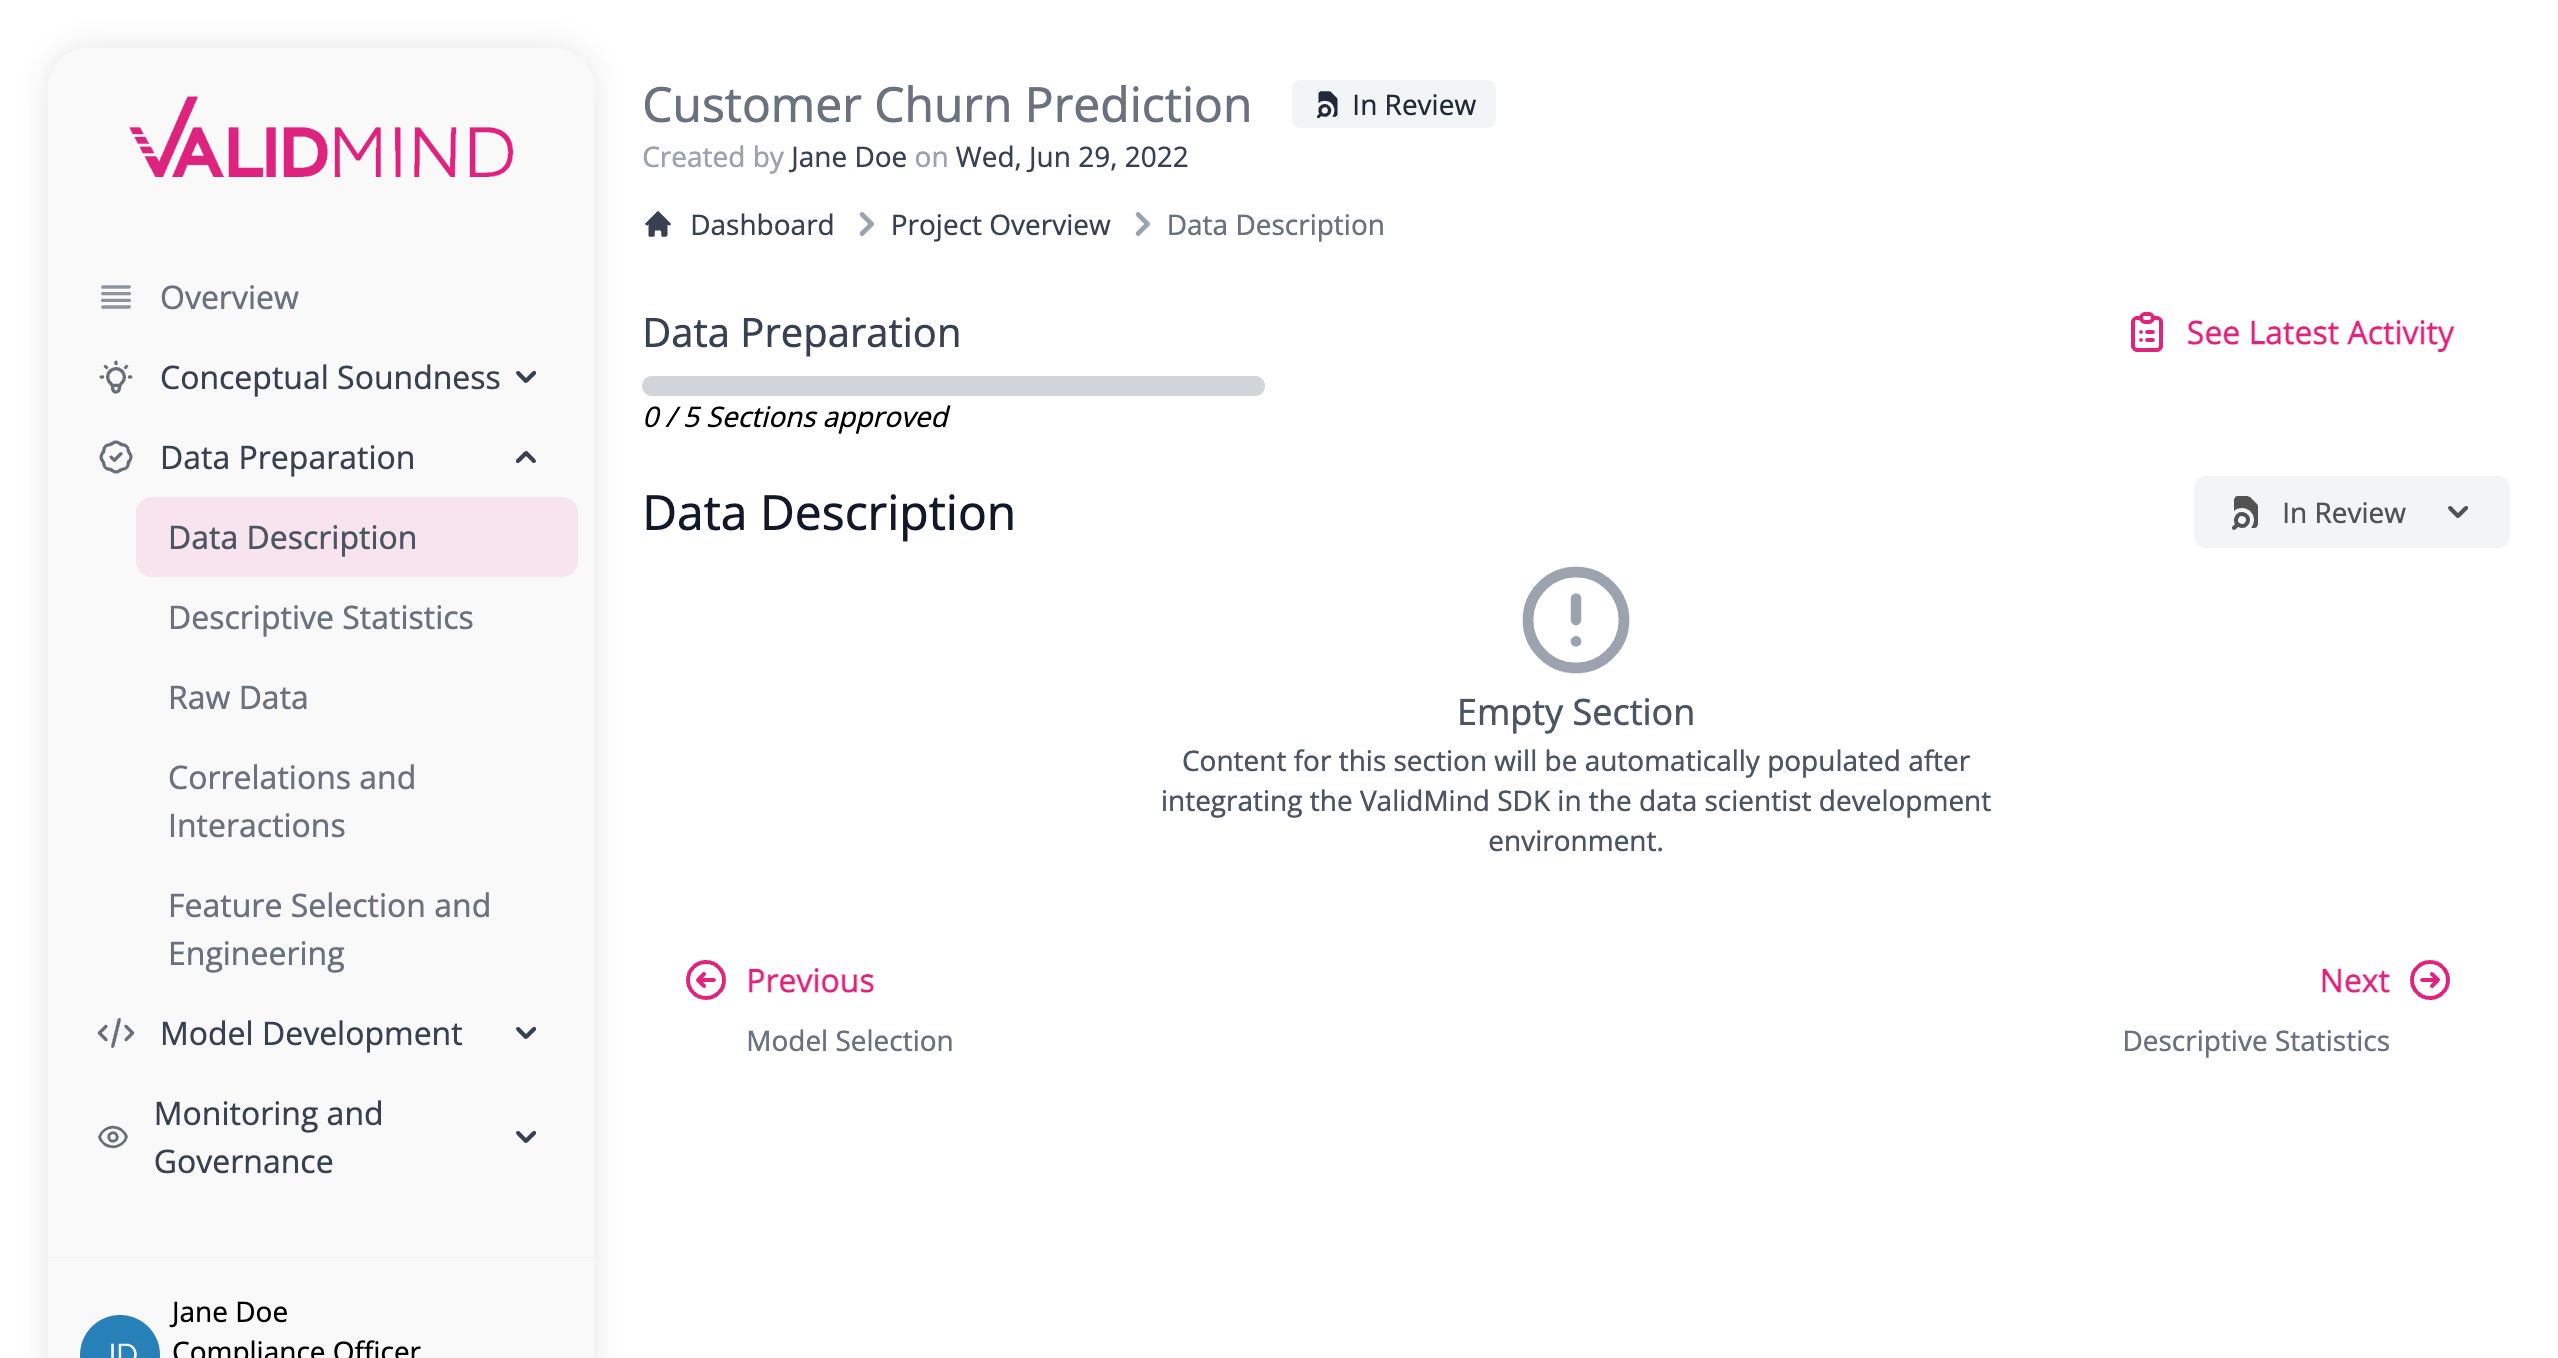 VALIDMIND
Overview
Conceptual Soundness
Data Preparation
Data Description
Descriptive Statistics
Raw Data
Correlations and
Interactions
Feature Selection and
Engineering
Model Development
Monitoring and
Governance
JD
Jane Doe
Compliance Officer
Customer Churn Prediction
In Review
Created by Jane Doe on Wed, Jun 29, 2022
Dashboard Project Overview Data Description
Data Preparation
See Latest Activity
0 / 5 Sections approved
Data Description
In Review
Empty Section
Content for this section will be automatically populated after
integrating the ValidMind SDK in the data scientist development
environment.
Previous
Model Selection
Next
Descriptive Statistics